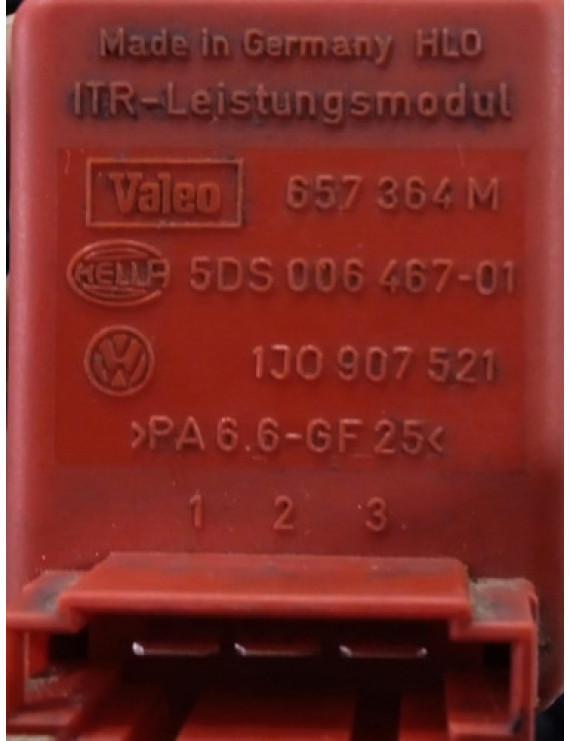 Made in Germany HLO
ITR-Leistungsmodul
Valeo 657 364 M
HELLA 5DS 006 467-01
VW 1J0 907 521
>PA 6.6-GF 25<
1 2 3